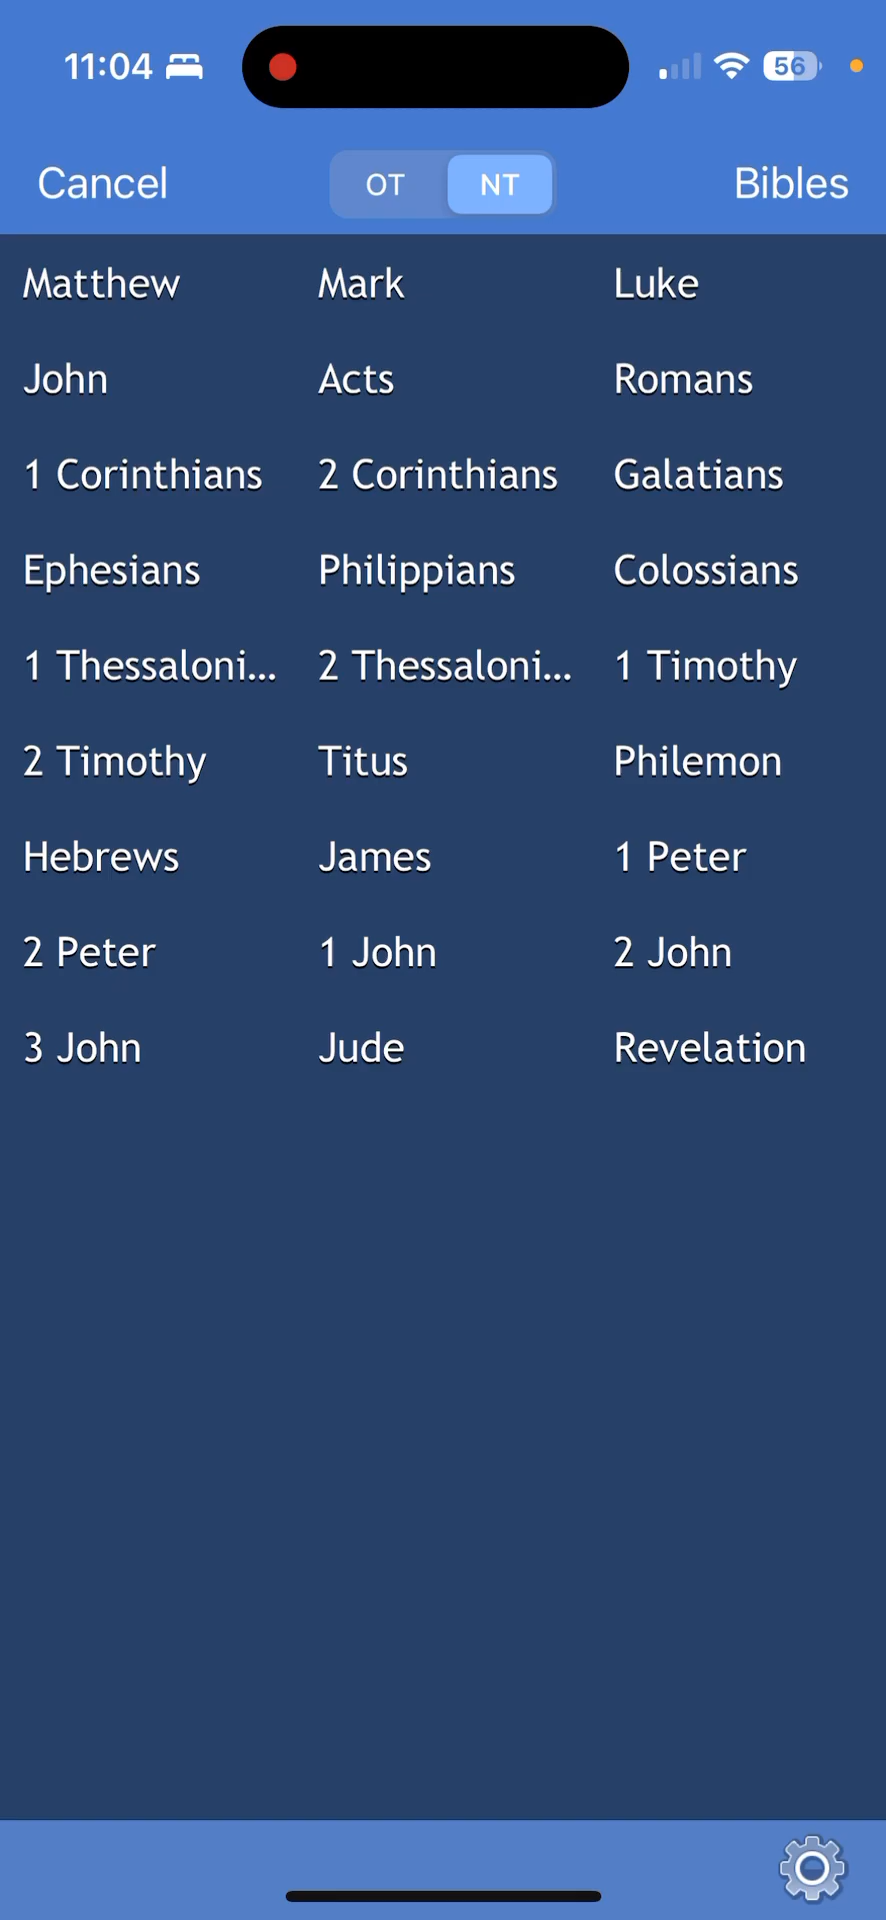 11:04 56
Cancel OT NT Bibles
Matthew Mark Luke
John Acts Romans
1 Corinthians 2 Corinthians Galatians
Ephesians Philippians Colossians
1 Thessaloni... 2 Thessaloni... 1 Timothy
2 Timothy Titus Philemon
Hebrews James 1 Peter
2 Peter 1 John 2 John
3 John Jude Revelation